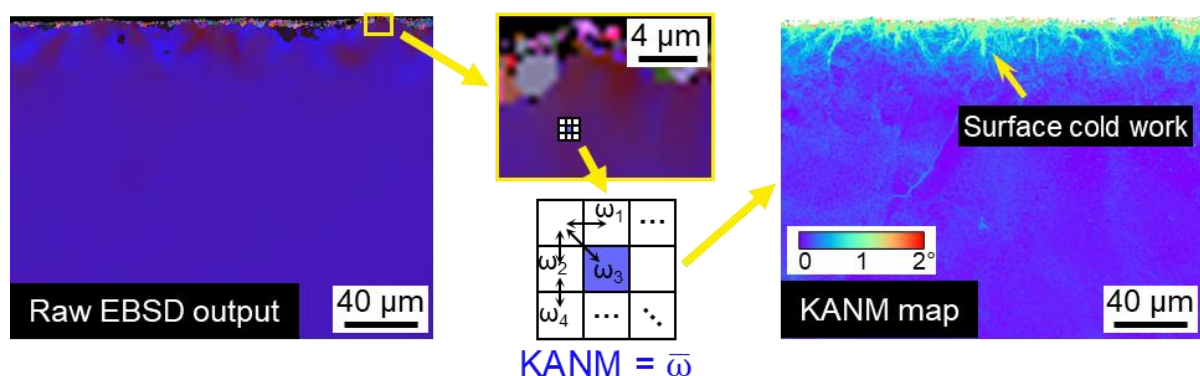 Raw EBSD output
40 µm
4 µm
ω₁
...
ω₂
ω₃
ω₄
...
⋱
KANM = ω̅
Surface cold work
0 1 2°
KANM map
40 µm